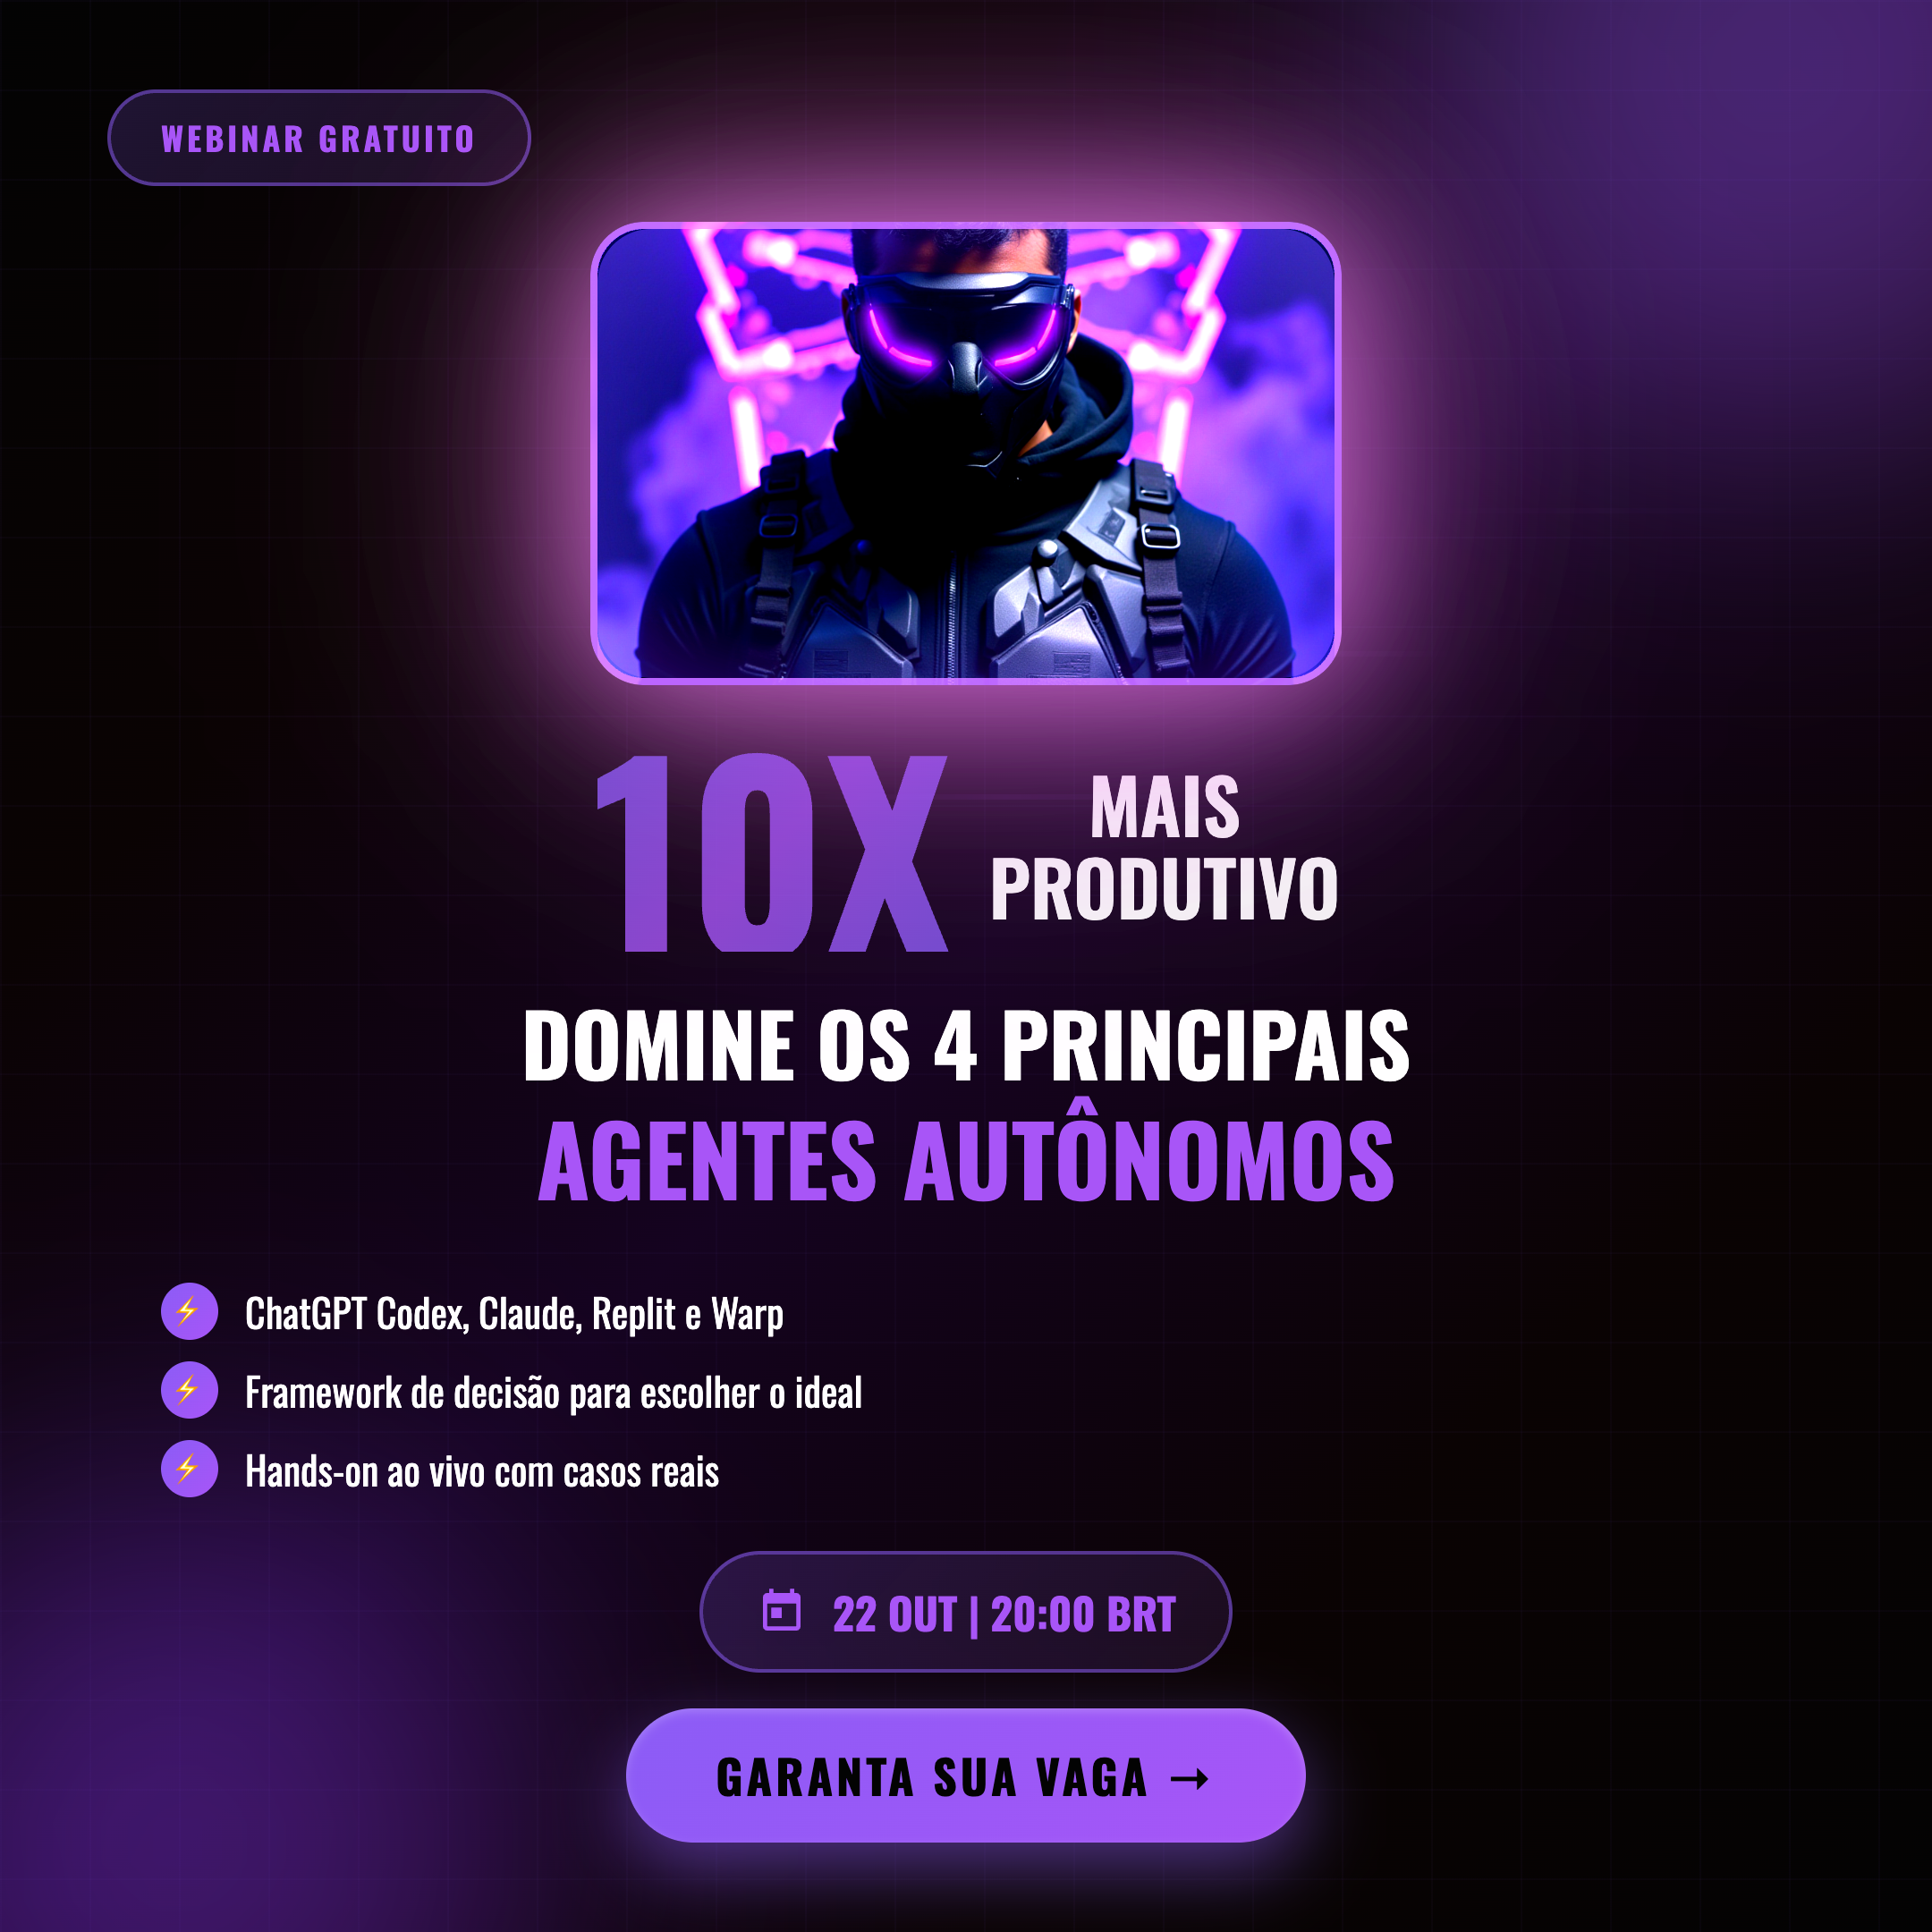 WEBINAR GRATUITO
10X
MAIS
PRODUTIVO
DOMINE OS 4 PRINCIPAIS
AGENTES AUTÔNOMOS
ChatGPT Codex, Claude, Replit e Warp
Framework de decisão para escolher o ideal
Hands-on ao vivo com casos reais
22 OUT | 20:00 BRT
GARANTA SUA VAGA →